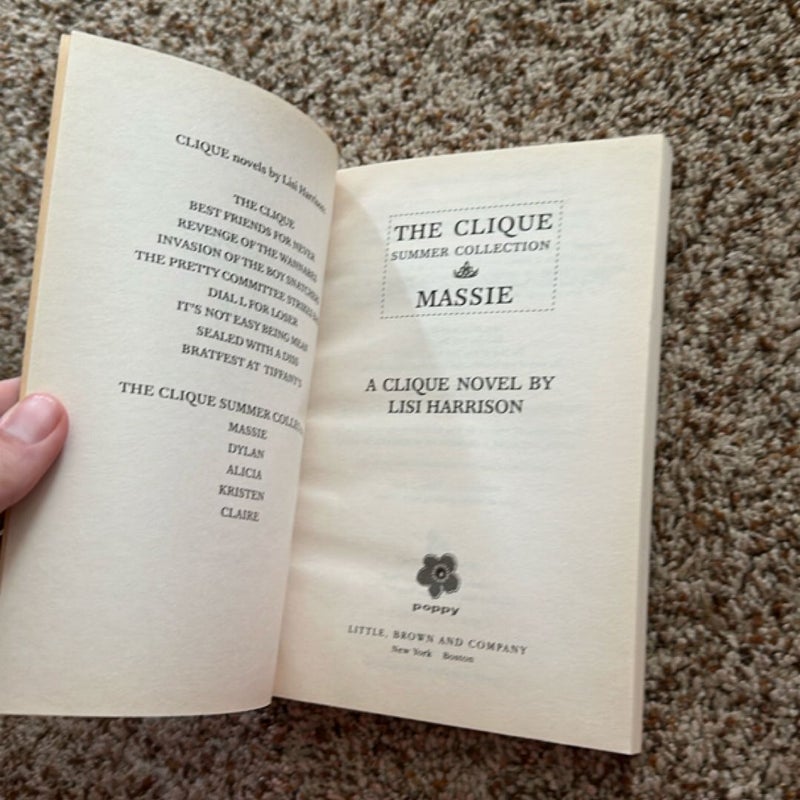 CLIQUE novels by Lisi Harrison:
THE CLIQUE
BEST FRIENDS FOR NEVER
REVENGE OF THE WANNABES
INVASION OF THE BOY SNATCHERS
THE PRETTY COMMITTEE STRIKES
DIAL L FOR LOSER
IT'S NOT EASY BEING MEAN
SEALED WITH A DISS
BRATFEST AT TIFFANY'S
THE CLIQUE SUMMER
MASSIE
DYLAN
ALICIA
KRISTEN
CLAIRE
THE CLIQUE
SUMMER COLLECTION
MASSIE
A CLIQUE NOVEL BY
LISI HARRISON
poppy
LITTLE, BROWN AND COMPANY
New York Boston